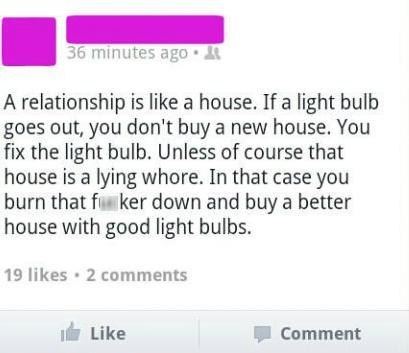 36 minutes ago •
A relationship is like a house. If a light bulb
goes out, you don't buy a new house. You
fix the light bulb. Unless of course that
house is a lying whore. In that case you
burn that down and buy a better
house with good light bulbs.
19 likes • 2 comments
Like
Comment